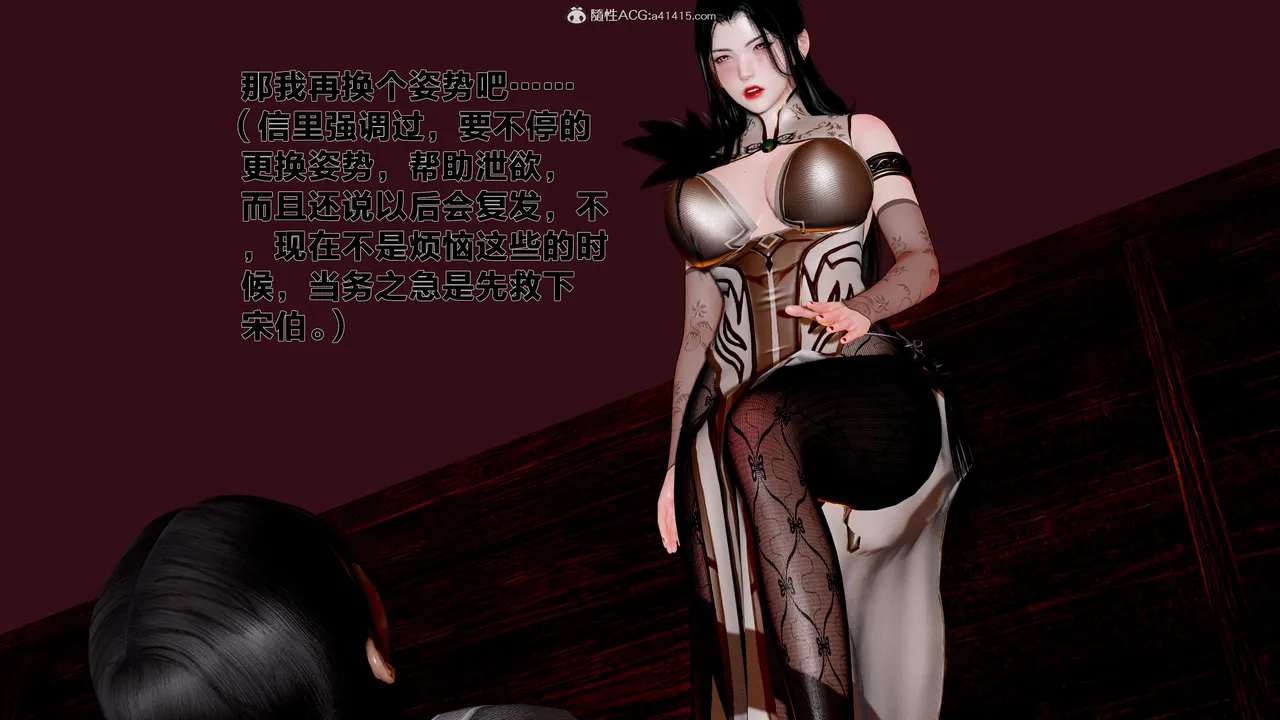 隨性ACG:a41415.com
那我再换个姿势吧……
（信里强调过，要不停的
更换姿势，帮助泄欲，
而且还说以后会复发，不
，现在不是烦恼这些的时
候，当务之急是先救下
宋伯。）